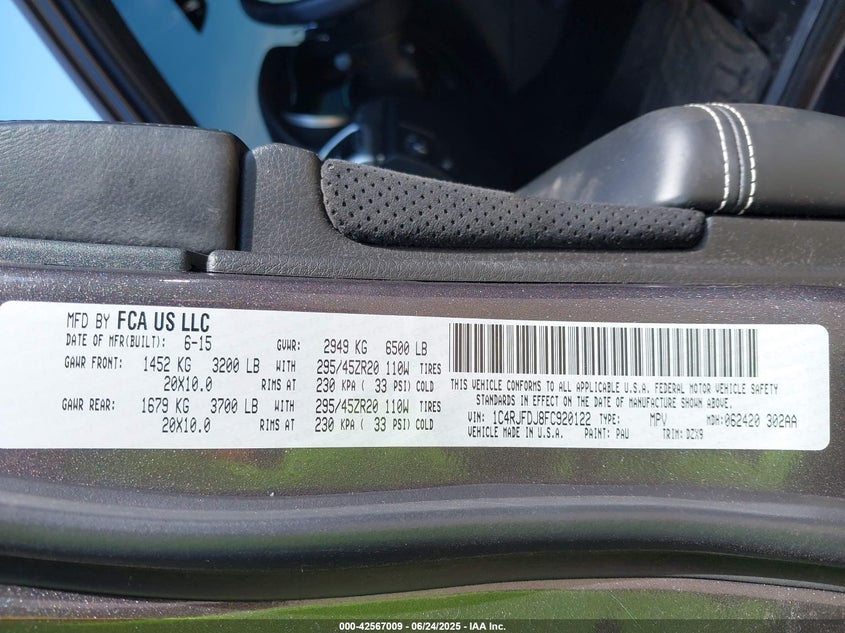 MFD BY FCA US LLC
DATE OF MFR(BUILT): 6-15 GVWR: 2949 KG 6500 LB
GAWR FRONT: 1452 KG 3200 LB WITH 295/45ZR20 110W TIRES
20X10.0 RIMS AT 230 KPA ( 33 PSI) COLD
GAWR REAR: 1679 KG 3700 LB WITH 295/45ZR20 110W TIRES
20X10.0 RIMS AT 230 KPA ( 33 PSI) COLD
THIS VEHICLE CONFORMS TO ALL APPLICABLE U.S.A. FEDERAL MOTOR VEHICLE SAFETY
STANDARDS IN EFFECT ON THE DATE OF MANUFACTURE SHOWN ABOVE.
VIN: 1C4RJFDJ8FC920122 TYPE: MPV MDH: 062420 302AA
VEHICLE MADE IN U.S.A. PAINT: PAU TRIM: DZX9
000-42567009 - 06/24/2025 - IAA Inc.